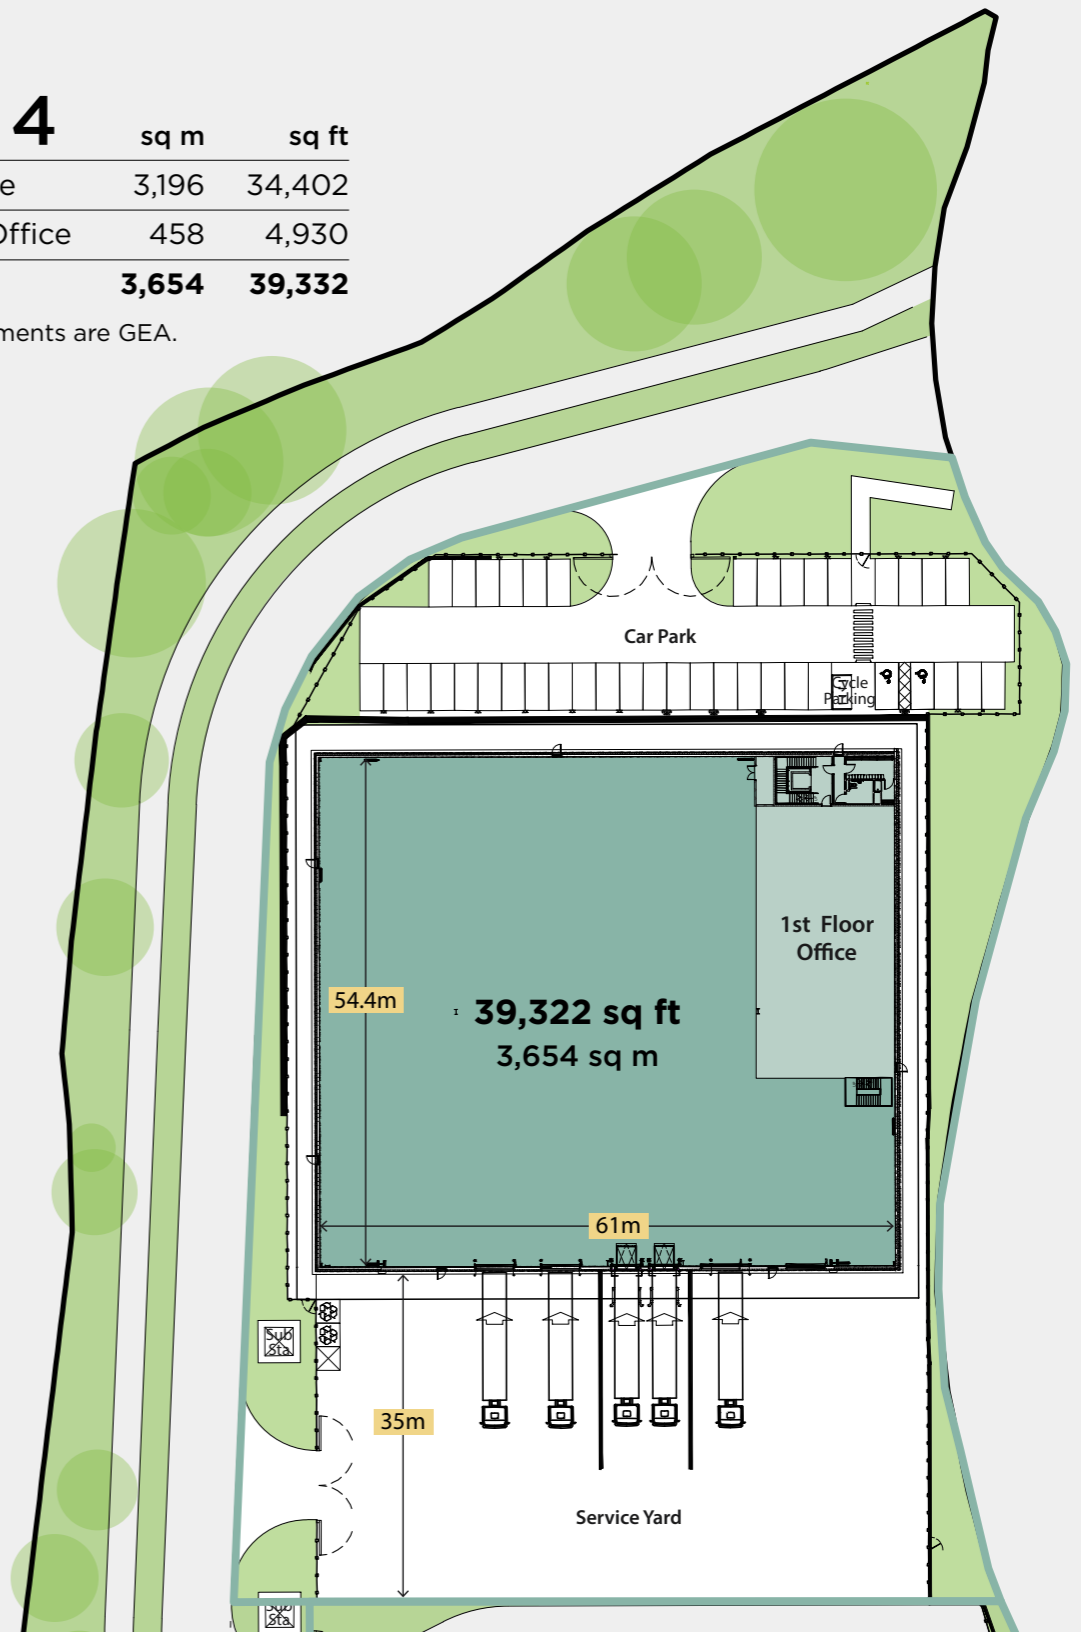 4 sq m sq ft
e 3,196 34,402
Office 458 4,930
3,654 39,332
ments are GEA.
Car Park
Cycle
Parking
1st Floor
Office
54.4m
39,322 sq ft
3,654 sq m
61m
Sub
Sta
35m
Service Yard
Sub
Sta